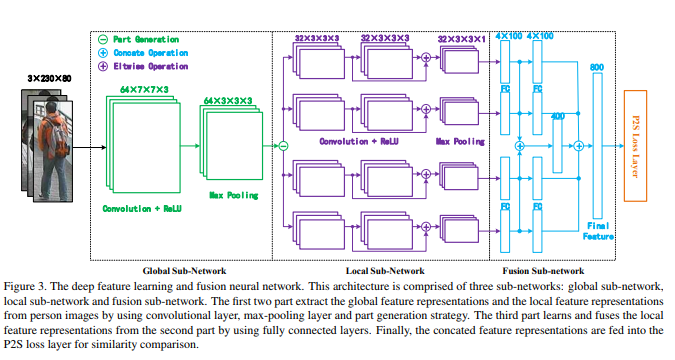 Part Generation
Concate Operation
Eltwise Operation
3×230×80
64×7×7×3
64×3×3×3
Convolution + ReLU
Max Pooling
32×3×3×3 32×3×3×3 32×3×3×1
Convolution + ReLU Max Pooling
4×100 4×100
FC FC
400
800
FC FC
Final
Feature
P2S Loss Layer
Global Sub-Network Local Sub-Network Fusion Sub-network
Figure 3. The deep feature learning and fusion neural network. This architecture is comprised of three sub-networks: global sub-network,
local sub-network and fusion sub-network. The first two part extract the global feature representations and the local feature representations
from person images by using convolutional layer, max-pooling layer and part generation strategy. The third part learns and fuses the local
feature representations from the second part by using fully connected layers. Finally, the concated feature representations are fed into the
P2S loss layer for similarity comparison.